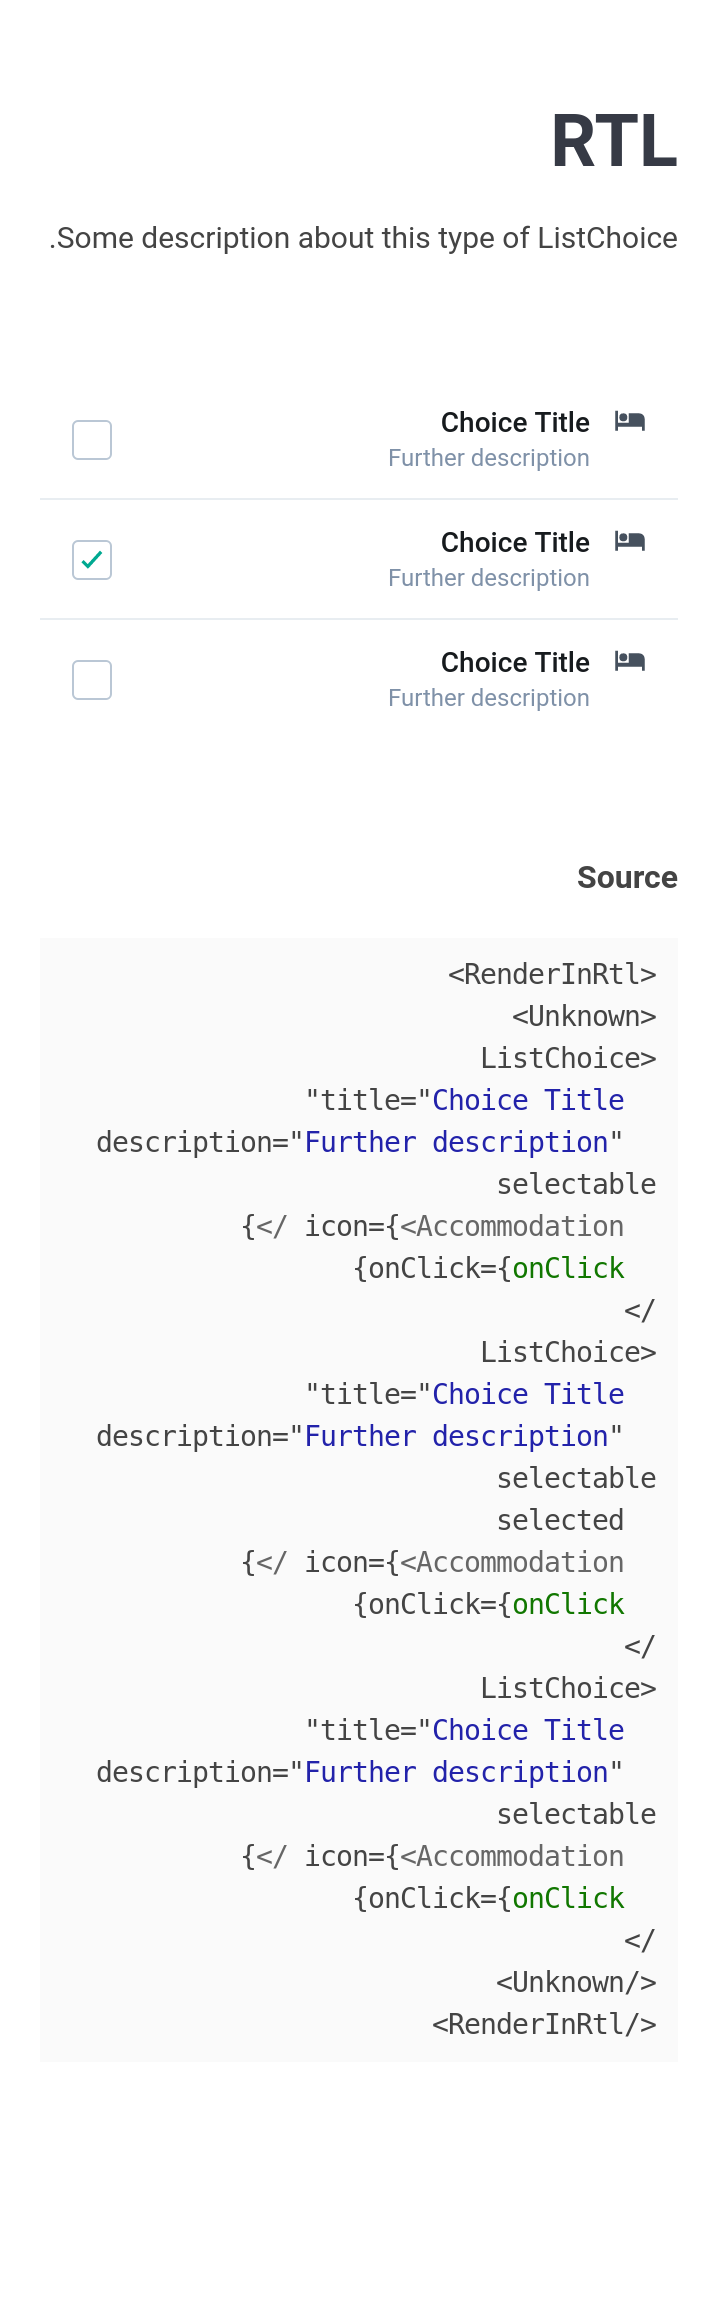 RTL
.Some description about this type of ListChoice
Choice Title
Further description
Choice Title
Further description
Choice Title
Further description
Source
<RenderInRtl>
<Unknown>
ListChoice>
"title="Choice Title
description="Further description"
selectable
{</ icon={<Accommodation
{onClick={onClick
</
ListChoice>
"title="Choice Title
description="Further description"
selectable
selected
{</ icon={<Accommodation
{onClick={onClick
</
ListChoice>
"title="Choice Title
description="Further description"
selectable
{</ icon={<Accommodation
{onClick={onClick
</
<Unknown/>
<RenderInRtl/>